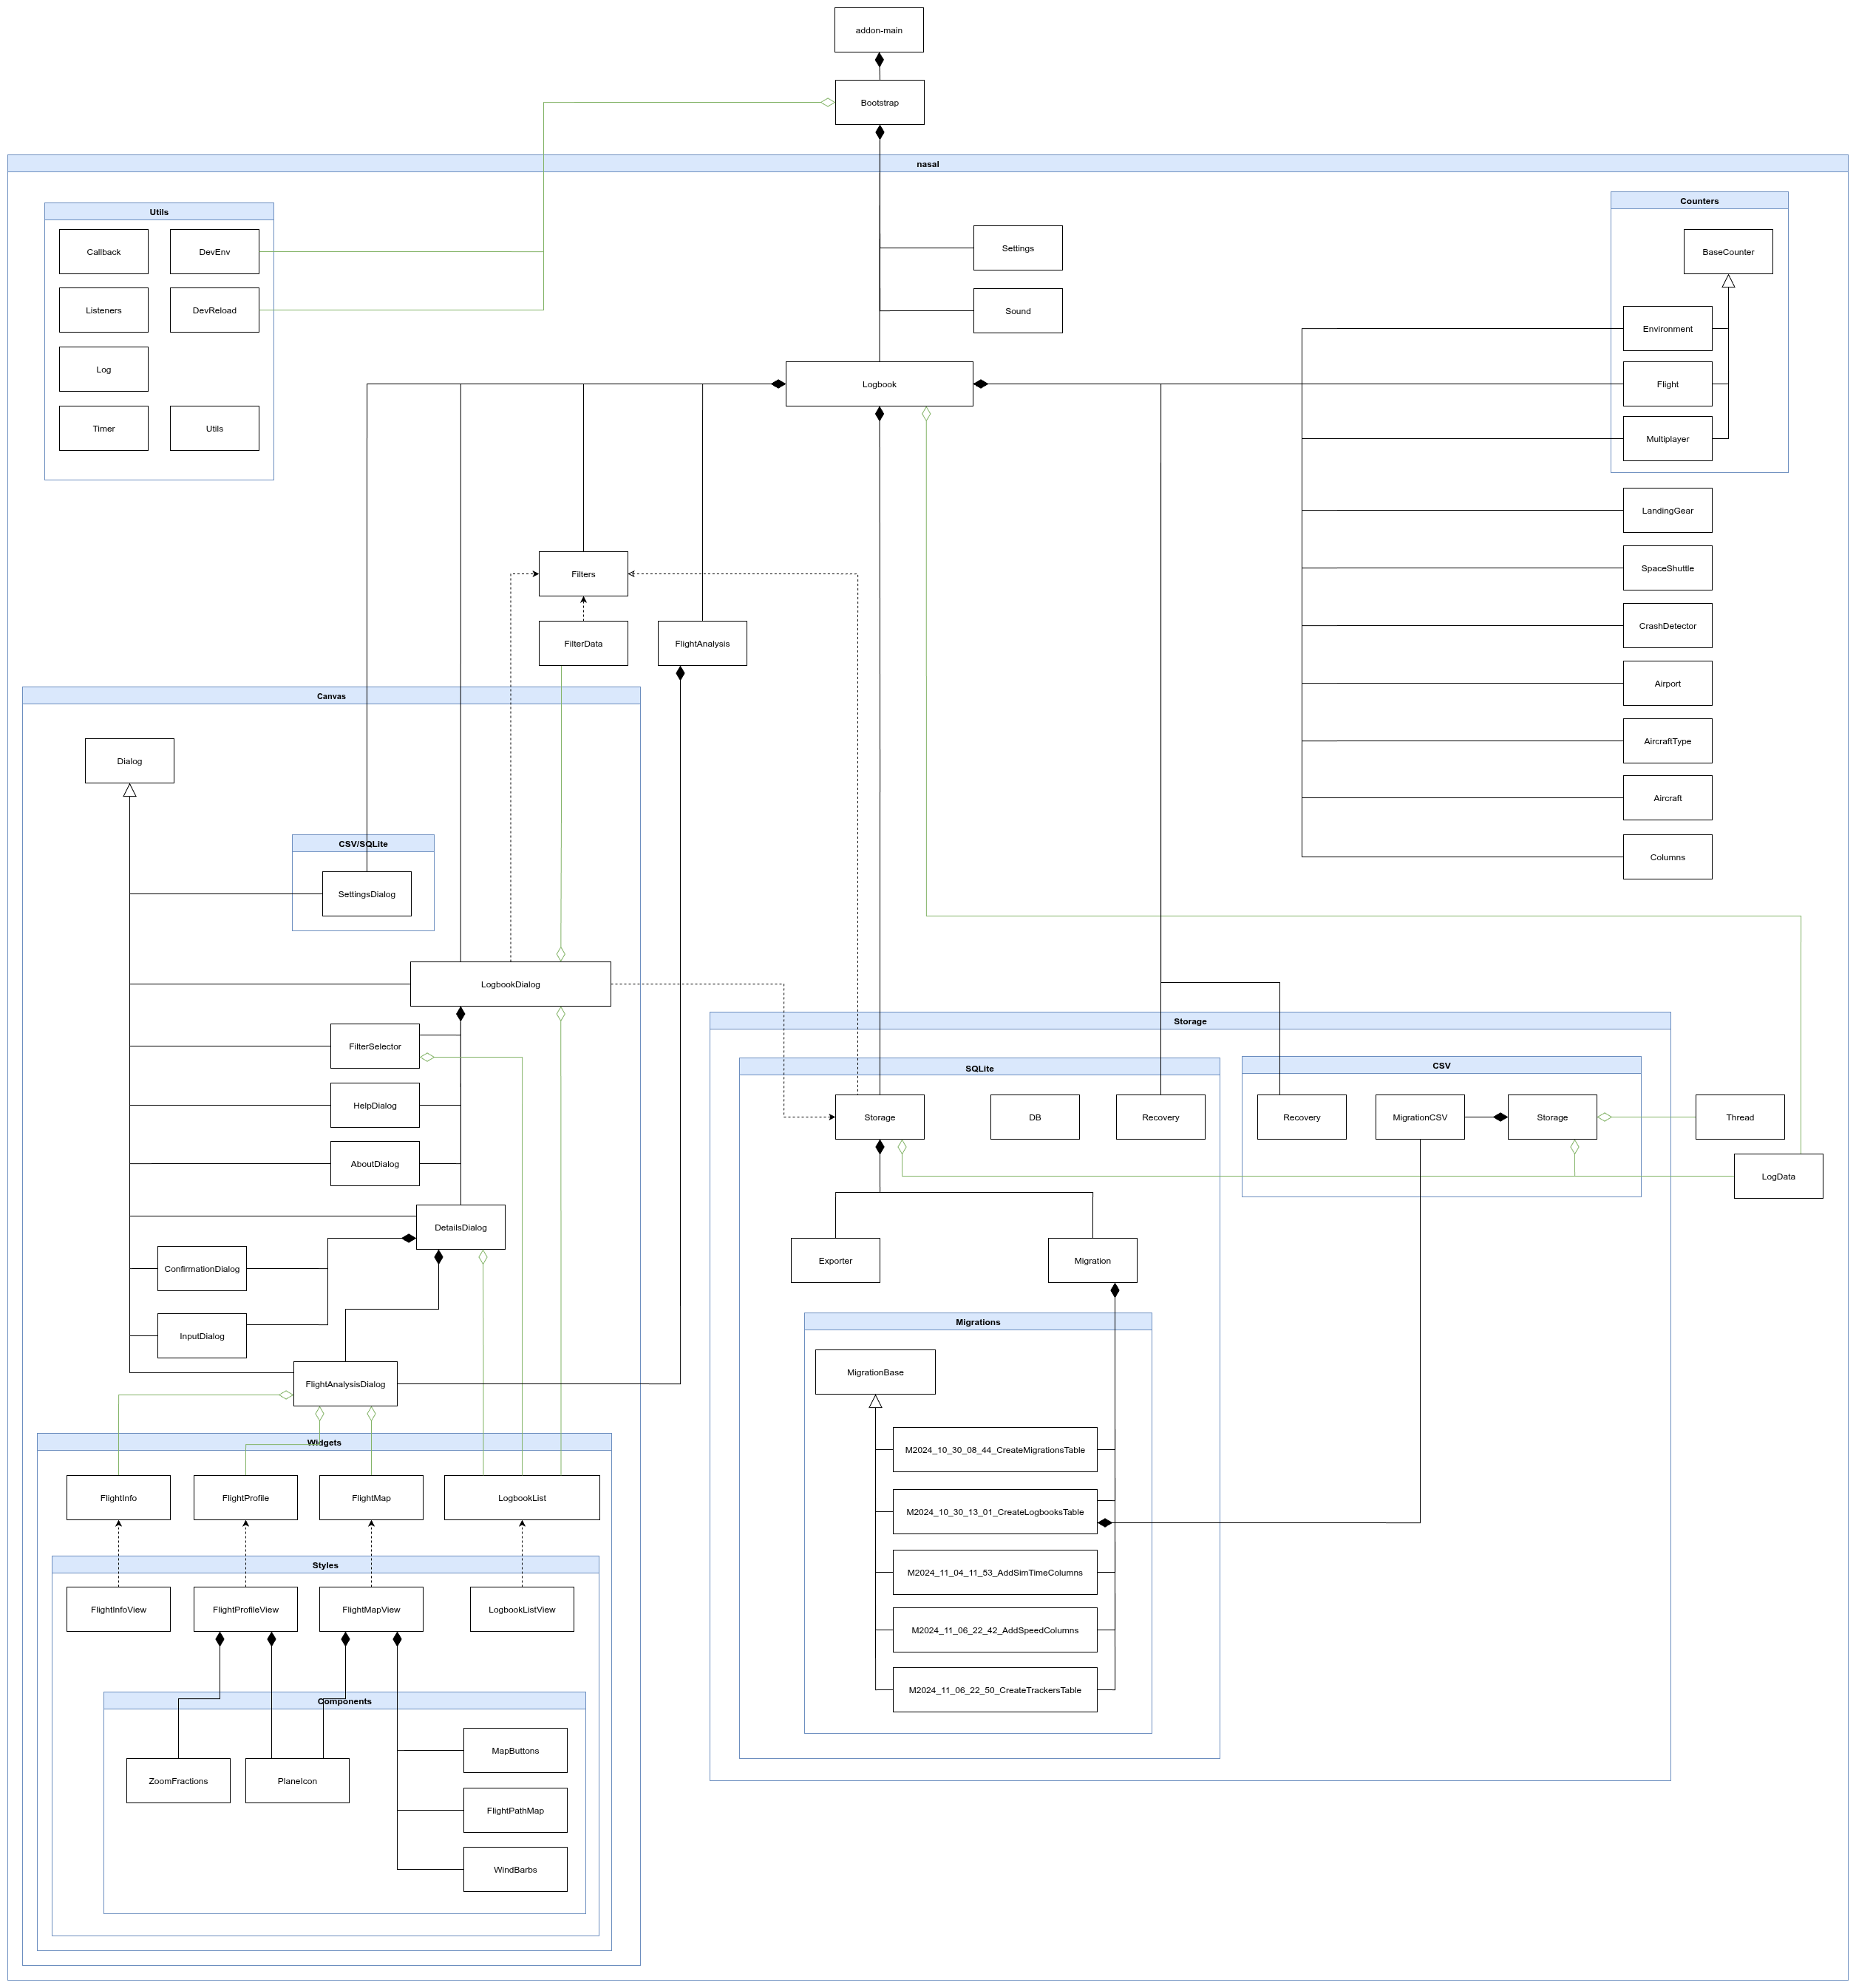 addon-main
Bootstrap
nasal
Utils
Callback
DevEnv
Listeners
DevReload
Log
Timer
Utils
Settings
Sound
Logbook
Counters
BaseCounter
Environment
Flight
Multiplayer
LandingGear
SpaceShuttle
CrashDetector
Airport
AircraftType
Aircraft
Columns
Filters
FilterData
FlightAnalysis
Canvas
Dialog
CSV/SQLite
SettingsDialog
LogbookDialog
FilterSelector
HelpDialog
AboutDialog
DetailsDialog
ConfirmationDialog
InputDialog
FlightAnalysisDialog
Widgets
FlightInfo
FlightProfile
FlightMap
LogbookList
Styles
FlightInfoView
FlightProfileView
FlightMapView
LogbookListView
Components
ZoomFractions
PlaneIcon
MapButtons
FlightPathMap
WindBarbs
Storage
SQLite
Storage
DB
Recovery
Exporter
Migration
Migrations
MigrationBase
M2024_10_30_08_44_CreateMigrationsTable
M2024_10_30_13_01_CreateLogbooksTable
M2024_11_04_11_53_AddSimTimeColumns
M2024_11_06_22_42_AddSpeedColumns
M2024_11_06_22_50_CreateTrackersTable
CSV
Recovery
MigrationCSV
Storage
Thread
LogData